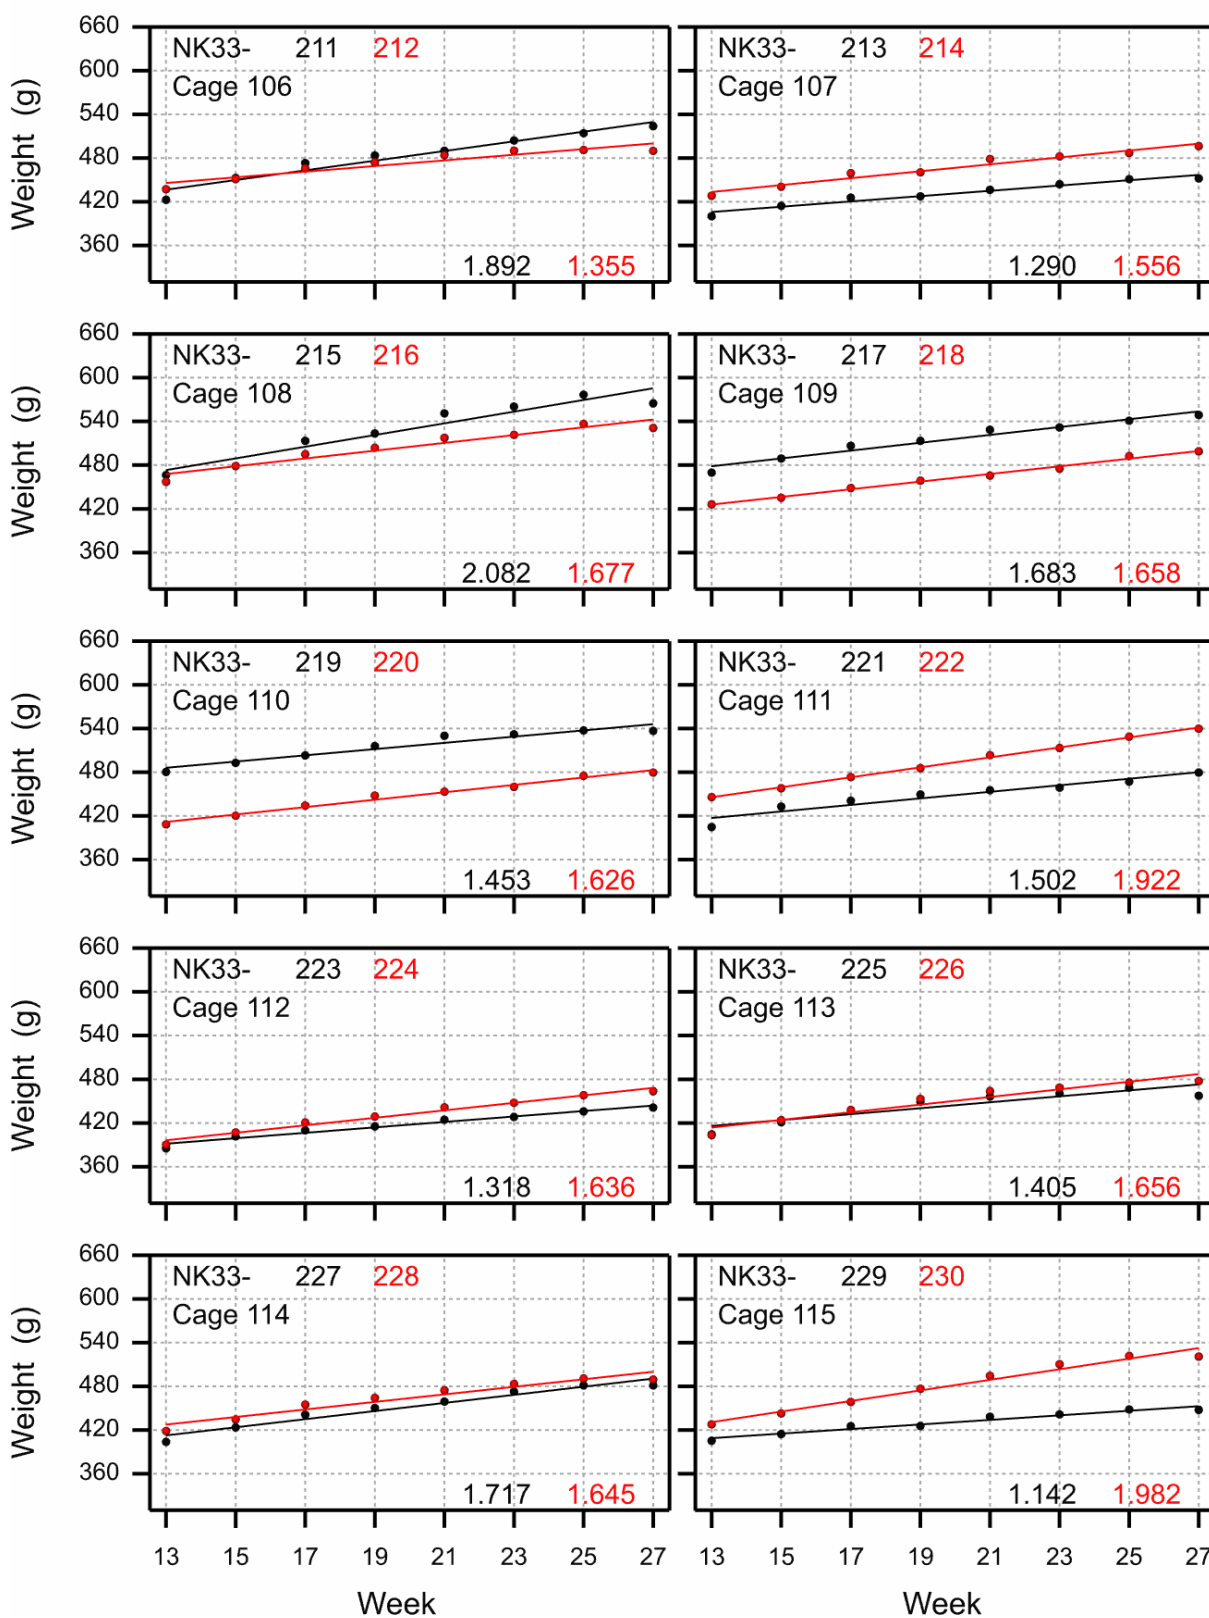 660
600
540
480
420
360
Weight (g)
NK33- 211 212
Cage 106
1.892 1.355
NK33- 213 214
Cage 107
1.290 1.556
660
600
540
480
420
360
Weight (g)
NK33- 215 216
Cage 108
2.082 1.677
NK33- 217 218
Cage 109
1.683 1.658
660
600
540
480
420
360
Weight (g)
NK33- 219 220
Cage 110
1.453 1.626
NK33- 221 222
Cage 111
1.502 1.922
660
600
540
480
420
360
Weight (g)
NK33- 223 224
Cage 112
1.318 1.636
NK33- 225 226
Cage 113
1.405 1.656
660
600
540
480
420
360
Weight (g)
NK33- 227 228
Cage 114
1.717 1.645
NK33- 229 230
Cage 115
1.142 1.982
13 15 17 19 21 23 25 27
13 15 17 19 21 23 25 27
Week
Week